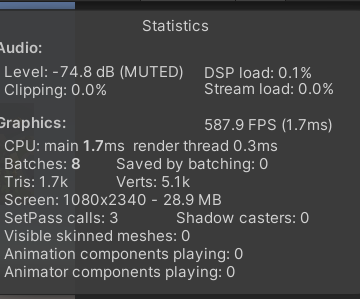 Statistics
Audio:
Level: -74.8 dB (MUTED) DSP load: 0.1%
Clipping: 0.0% Stream load: 0.0%
Graphics: 587.9 FPS (1.7ms)
CPU: main 1.7ms render thread 0.3ms
Batches: 8 Saved by batching: 0
Tris: 1.7k Verts: 5.1k
Screen: 1080x2340 - 28.9 MB
SetPass calls: 3 Shadow casters: 0
Visible skinned meshes: 0
Animation components playing: 0
Animator components playing: 0